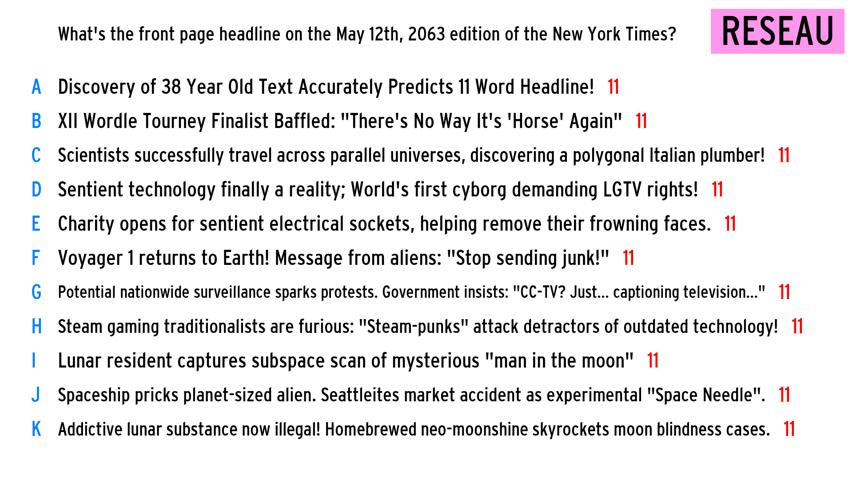 What's the front page headline on the May 12th, 2063 edition of the New York Times?
RESEAU
A Discovery of 38 Year Old Text Accurately Predicts 11 Word Headline! 11
B XII Wordle Tourney Finalist Baffled: "There's No Way It's 'Horse' Again" 11
C Scientists successfully travel across parallel universes, discovering a polygonal Italian plumber! 11
D Sentient technology finally a reality; World's first cyborg demanding LGTV rights! 11
E Charity opens for sentient electrical sockets, helping remove their frowning faces. 11
F Voyager 1 returns to Earth! Message from aliens: "Stop sending junk!" 11
G Potential nationwide surveillance sparks protests. Government insists: "CC-TV? Just... captioning television..." 11
H Steam gaming traditionalists are furious: "Steam-punks" attack detractors of outdated technology! 11
I Lunar resident captures subspace scan of mysterious "man in the moon" 11
J Spaceship pricks planet-sized alien. Seattleites market accident as experimental "Space Needle". 11
K Addictive lunar substance now illegal! Homebrewed neo-moonshine skyrockets moon blindness cases. 11